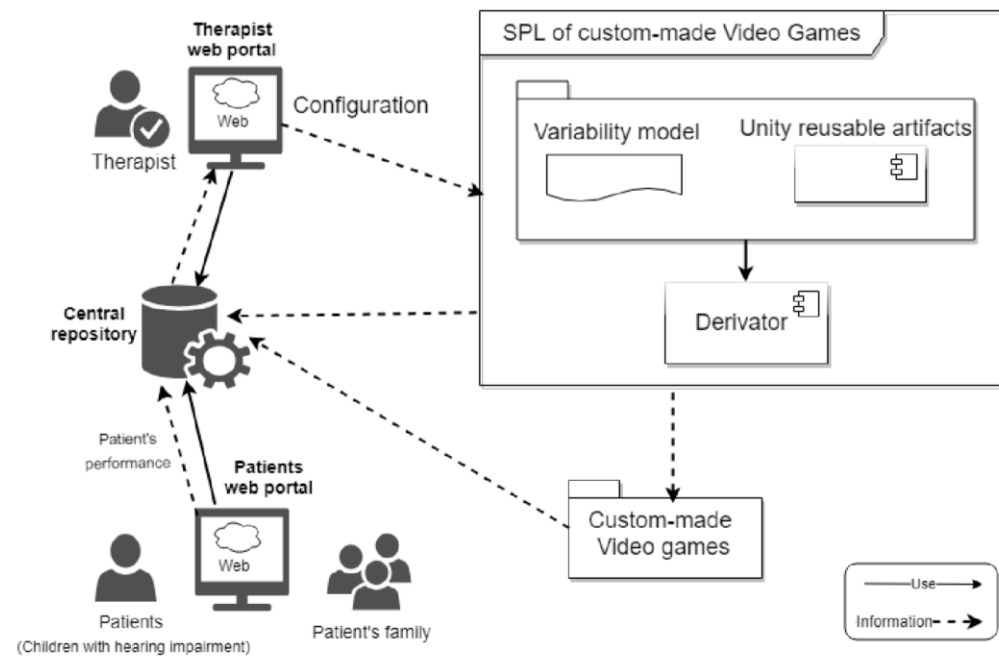 Therapist
web portal
SPL of custom-made Video Games
Web
Configuration
Therapist
Variability model
Unity reusable artifacts
Central
repository
Derivator
Patient's
performance
Patients
web portal
Web
Custom-made
Video games
Patients
(Children with hearing impairment)
Patient's family
Use
Information